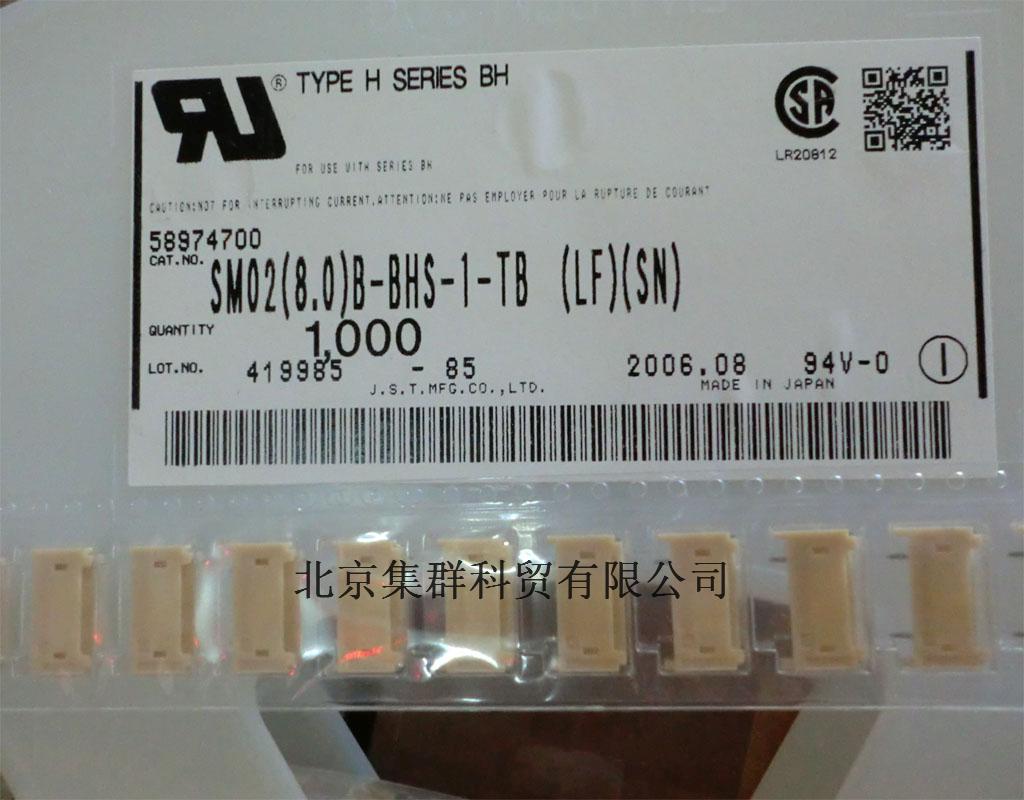 RU ® TYPE H SERIES BH
LR20812
FOR USE WITH SERIES BH
CAUTION:NOT FOR INTERRUPTING CURRENT,ATTENTION:NE PAS EMPLOYER POUR LA RUPTURE DE COURANT
58974700
CAT.NO. SM02(8.0)B-BHS-1-TB (LF)(SN)
QUANTITY 1,000
LOT.NO. 419985 - 85 2006.08 94V-0 1
J.S.T.MFG.CO.,LTD. MADE IN JAPAN
北京集群科贸有限公司